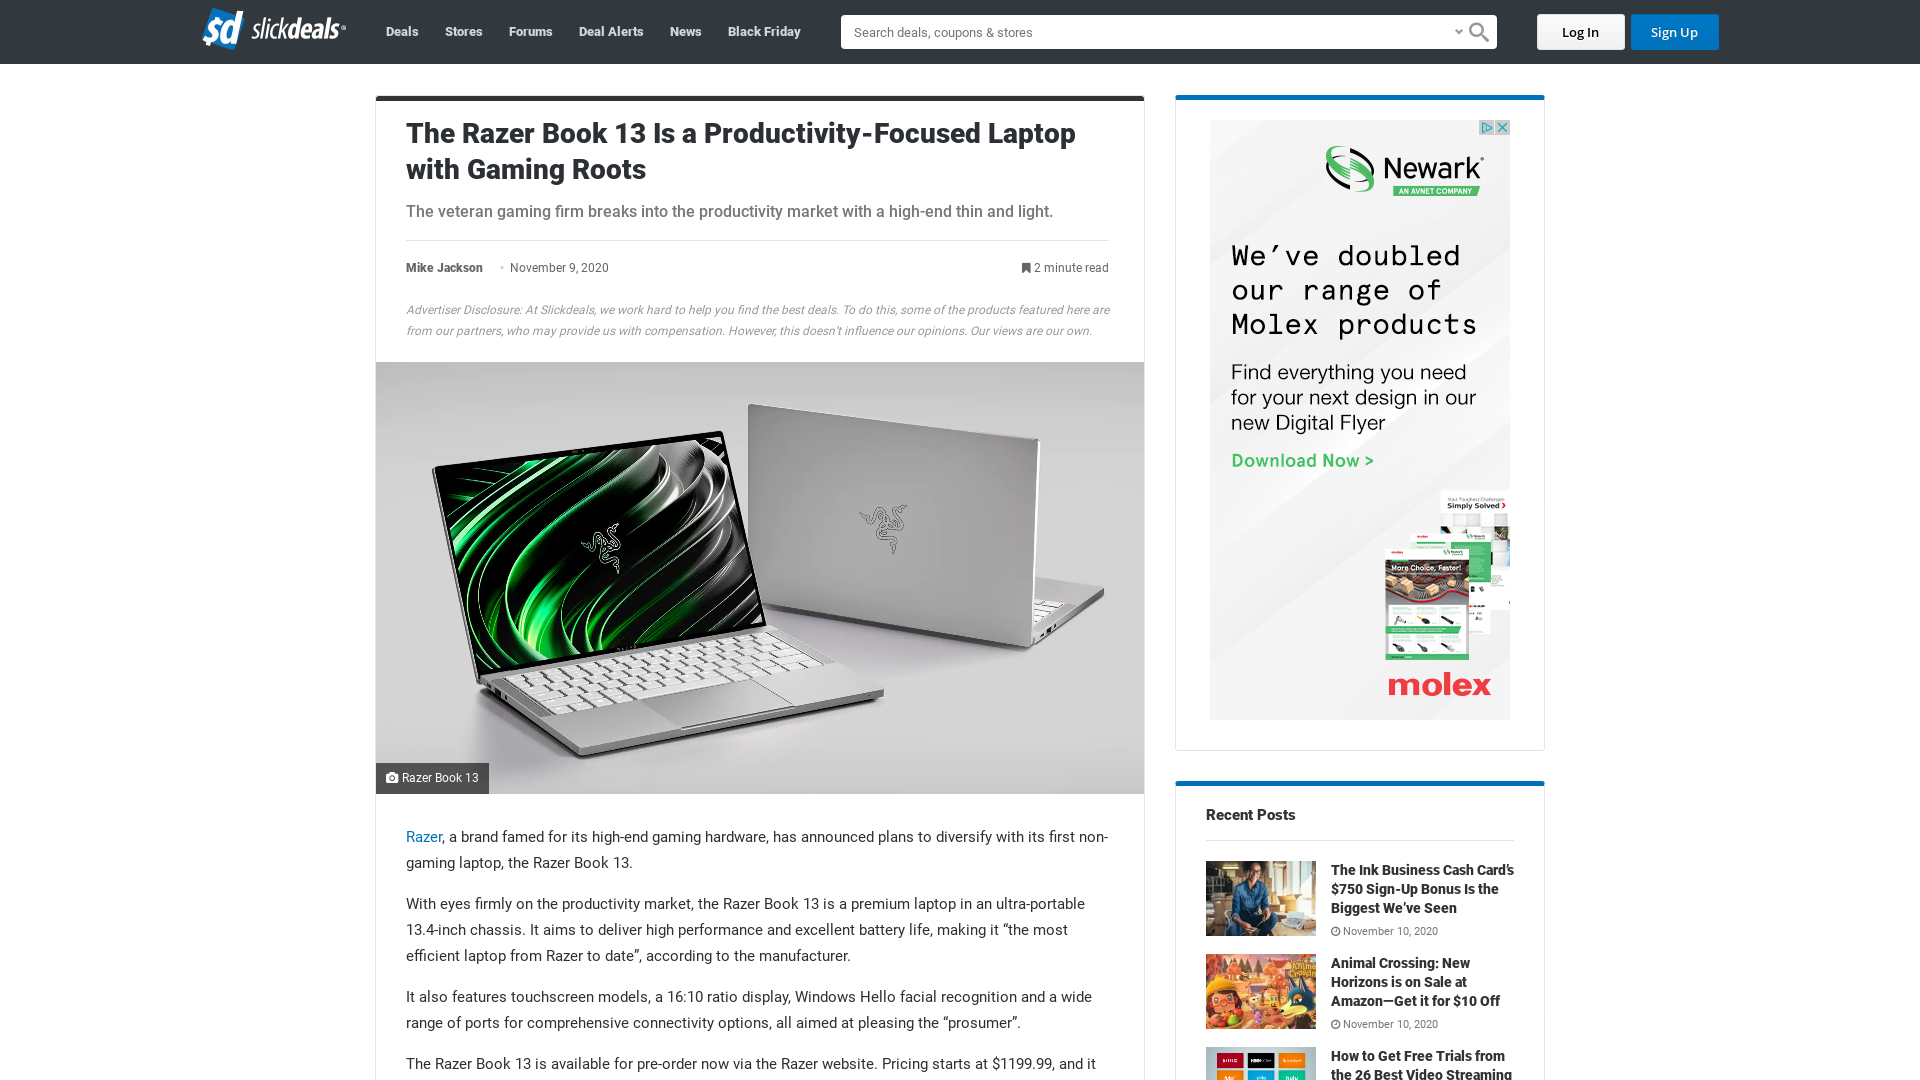 slickdeals
Deals
Stores
Forums
Deal Alerts
News
Black Friday
Search deals, coupons & stores
Log In
Sign Up
The Razer Book 13 Is a Productivity-Focused Laptop
with Gaming Roots
The veteran gaming firm breaks into the productivity market with a high-end thin and light.
Mike Jackson
November 9, 2020
2 minute read
Advertiser Disclosure: At Slickdeals, we work hard to help you find the best deals. To do this, some of the products featured here are
from our partners, who may provide us with compensation. However, this doesn't influence our opinions. Our views are our own.
Razer Book 13
Razer, a brand famed for its high-end gaming hardware, has announced plans to diversify with its first non-
gaming laptop, the Razer Book 13.
With eyes firmly on the productivity market, the Razer Book 13 is a premium laptop in an ultra-portable
13.4-inch chassis. It aims to deliver high performance and excellent battery life, making it “the most
efficient laptop from Razer to date”, according to the manufacturer.
It also features touchscreen models, a 16:10 ratio display, Windows Hello facial recognition and a wide
range of ports for comprehensive connectivity options, all aimed at pleasing the “prosumer”.
The Razer Book 13 is available for pre-order now via the Razer website. Pricing starts at $1199.99, and it
Newark
AN AVNET COMPANY
We’ve doubled
our range of
Molex products
Find everything you need
for your next design in our
new Digital Flyer
Download Now >
Your Toughest Challenges
Simply Solved
More Choice, Faster!
molex
Recent Posts
The Ink Business Cash Card’s
$750 Sign-Up Bonus Is the
Biggest We’ve Seen
November 10, 2020
Animal Crossing: New
Horizons is on Sale at
Amazon—Get it for $10 Off
November 10, 2020
How to Get Free Trials from
the 26 Best Video Streaming